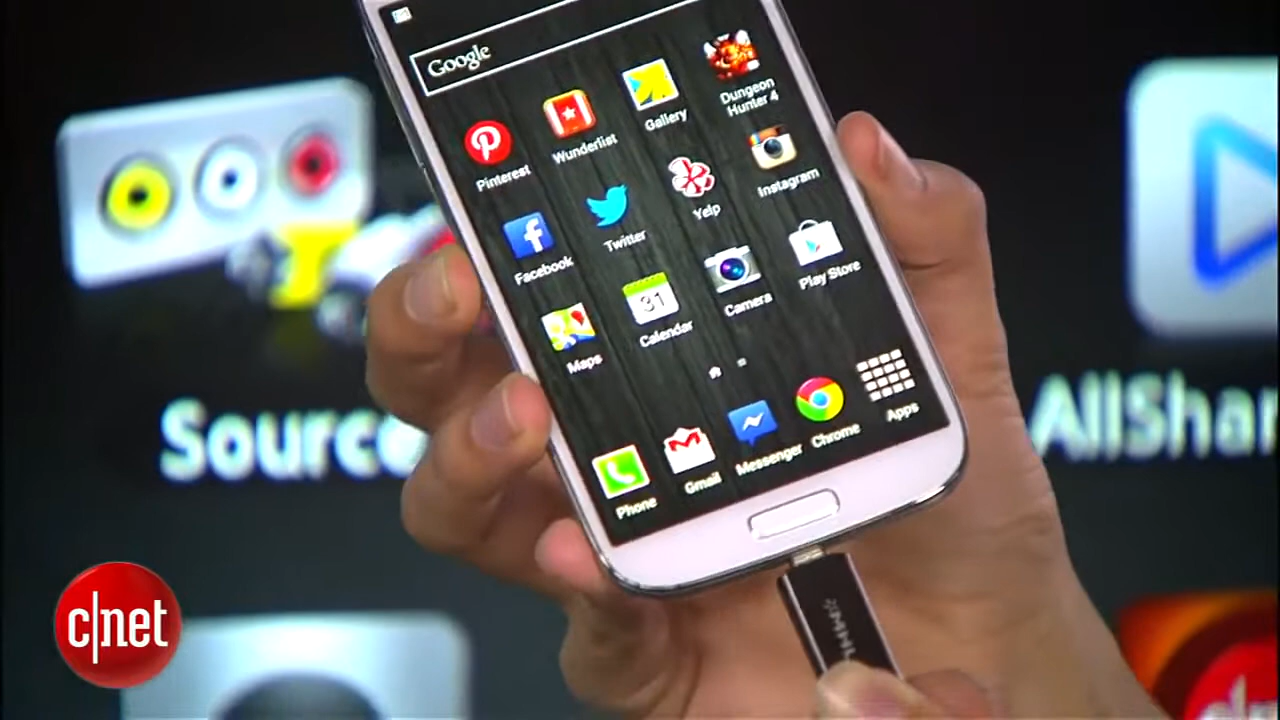 Google
Pinterest
Wunderlist
Gallery
Dungeon
Hunter 4
Facebook
Twitter
Yelp
Instagram
Maps
31
Calendar
Camera
Play Store
Phone
Gmail
Messenger
Chrome
Apps
Source
AllShar
c|net